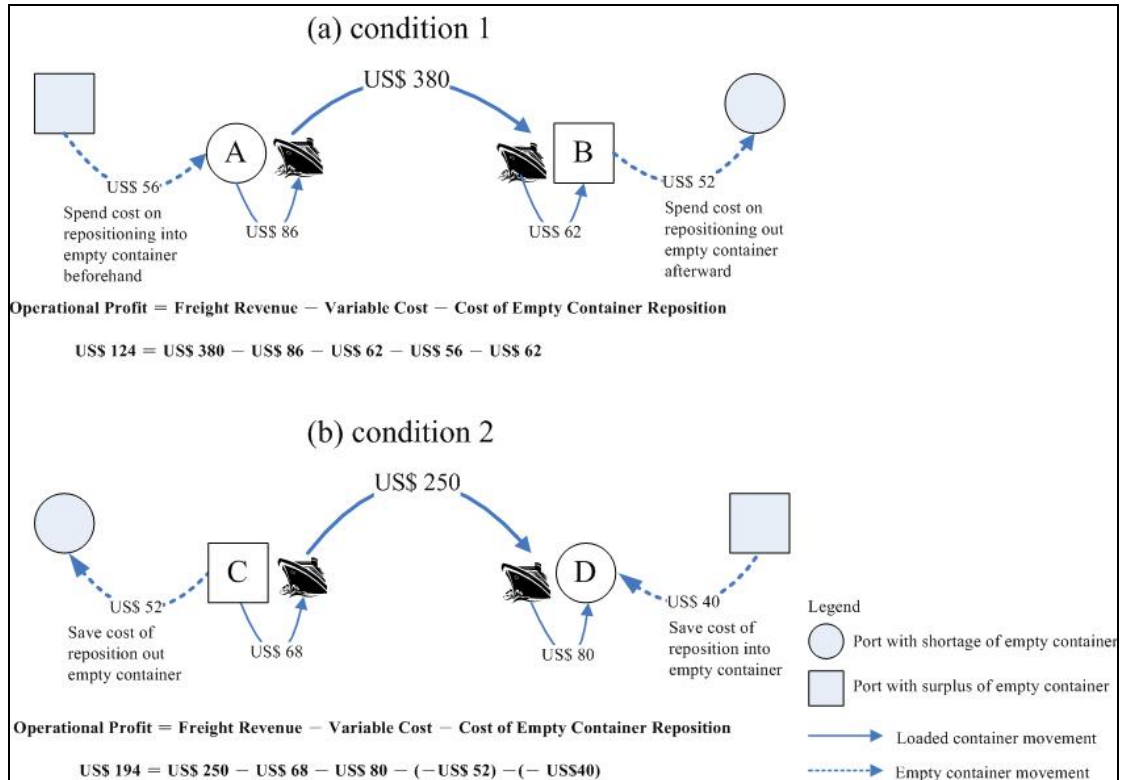 (a) condition 1
US$ 380
A
B
US$ 56
US$ 52
Spend cost on
repositioning into
empty container
beforehand
US$ 86
US$ 62
Spend cost on
repositioning out
empty container
afterward
Operational Profit = Freight Revenue − Variable Cost − Cost of Empty Container Reposition
US$ 124 = US$ 380 − US$ 86 − US$ 62 − US$ 56 − US$ 62
(b) condition 2
US$ 250
C
D
US$ 52
US$ 40
Save cost of
reposition out
empty container
US$ 68
US$ 80
Save cost of
reposition into
empty container
Legend
Port with shortage of empty container
Port with surplus of empty container
Loaded container movement
Empty container movement
Operational Profit = Freight Revenue − Variable Cost − Cost of Empty Container Reposition
US$ 194 = US$ 250 − US$ 68 − US$ 80 − (−US$ 52) −(− US$40)